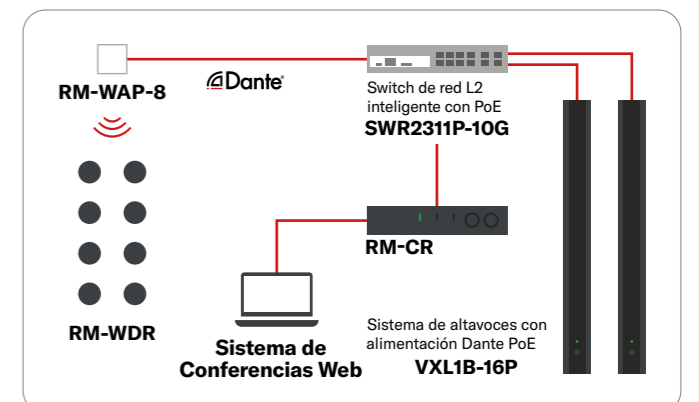 RM-WAP-8
Dante
Switch de red L2
inteligente con PoE
SWR2311P-10G
RM-CR
RM-WDR
Sistema de
Conferencias Web
Sistema de altavoces con
alimentación Dante PoE
VXL1B-16P